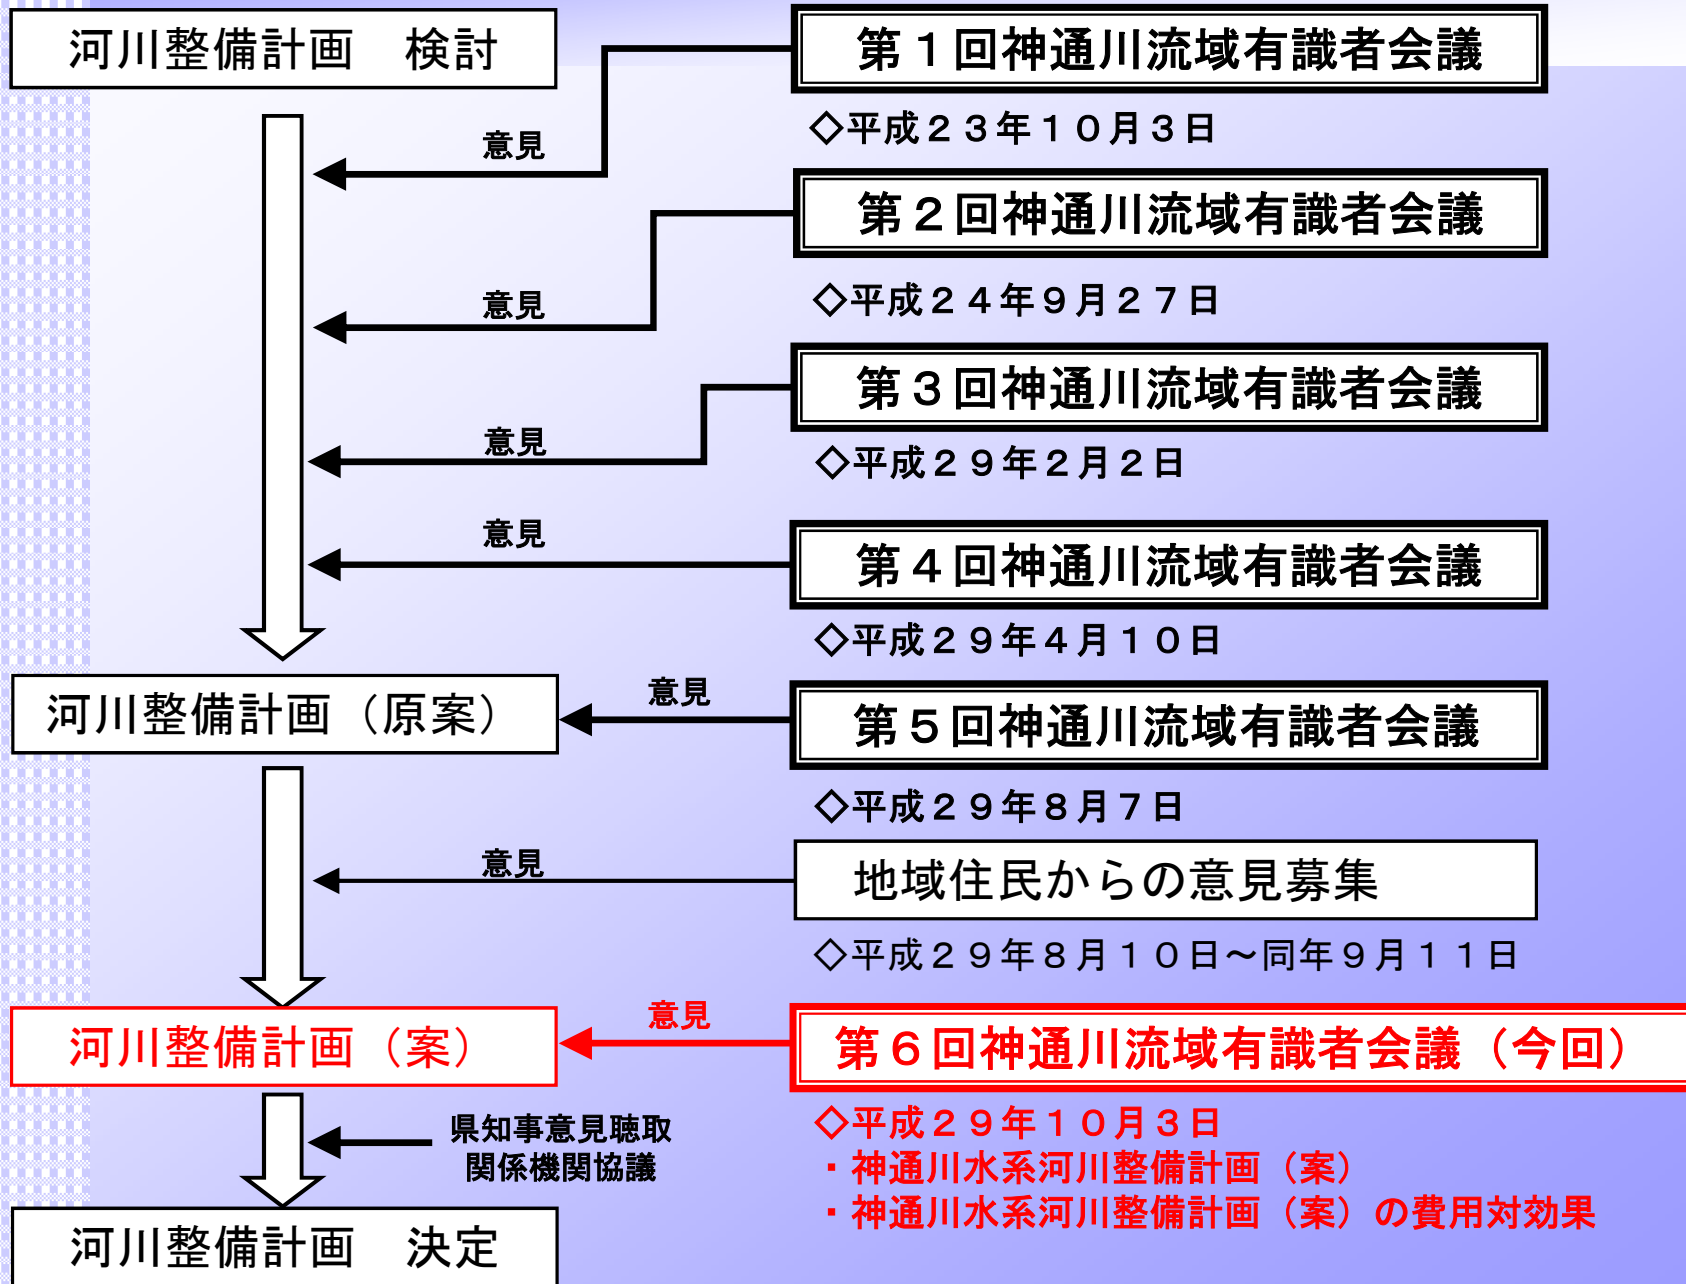 河川整備計画　検討
第１回神通川流域有識者会議
◇平成２３年１０月３日
意見
第２回神通川流域有識者会議
◇平成２４年９月２７日
意見
第３回神通川流域有識者会議
◇平成２９年２月２日
意見
第４回神通川流域有識者会議
◇平成２９年４月１０日
意見
河川整備計画（原案）
意見
第５回神通川流域有識者会議
◇平成２９年８月７日
意見
地域住民からの意見募集
◇平成２９年８月１０日～同年９月１１日
河川整備計画（案）
意見
第６回神通川流域有識者会議（今回）
◇平成２９年１０月３日
・神通川水系河川整備計画（案）
・神通川水系河川整備計画（案）の費用対効果
県知事意見聴取
関係機関協議
河川整備計画　決定